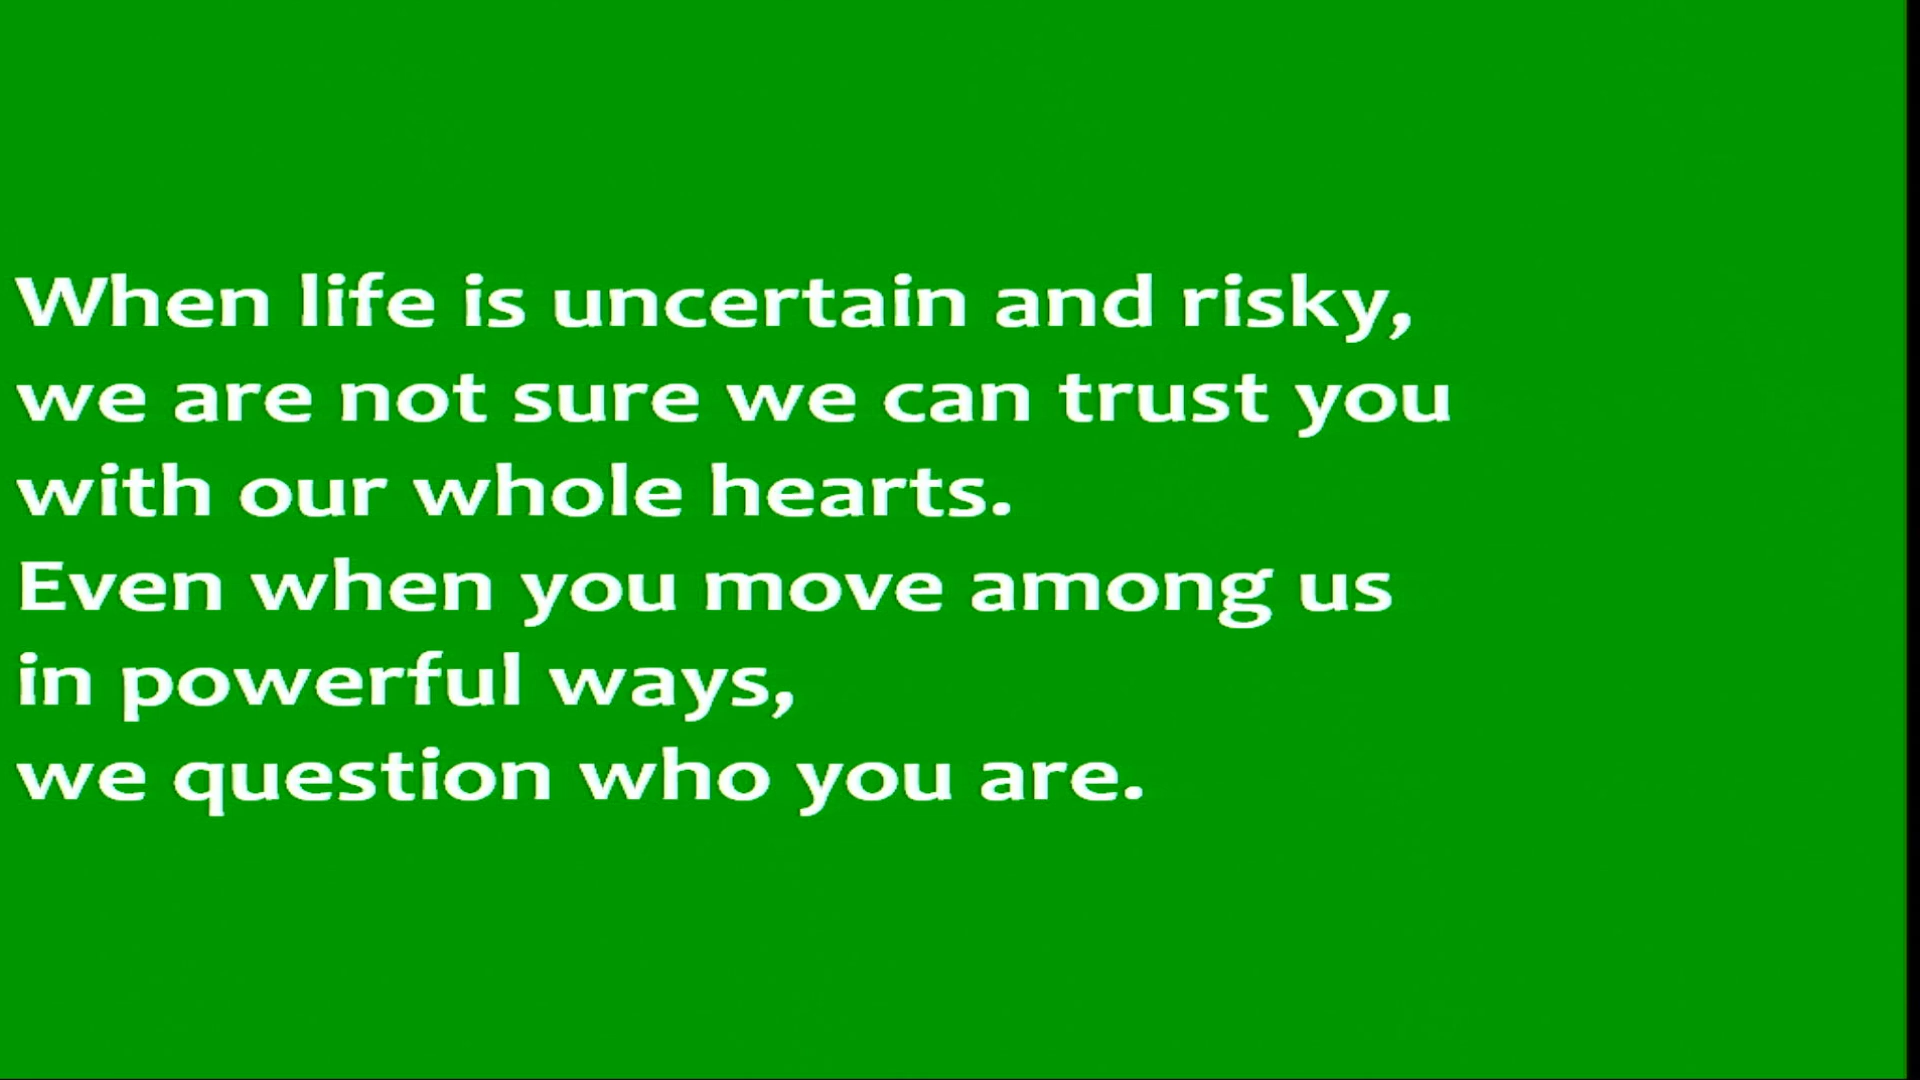 When life is uncertain and risky,
we are not sure we can trust you
with our whole hearts.
Even when you move among us
in powerful ways,
we question who you are.